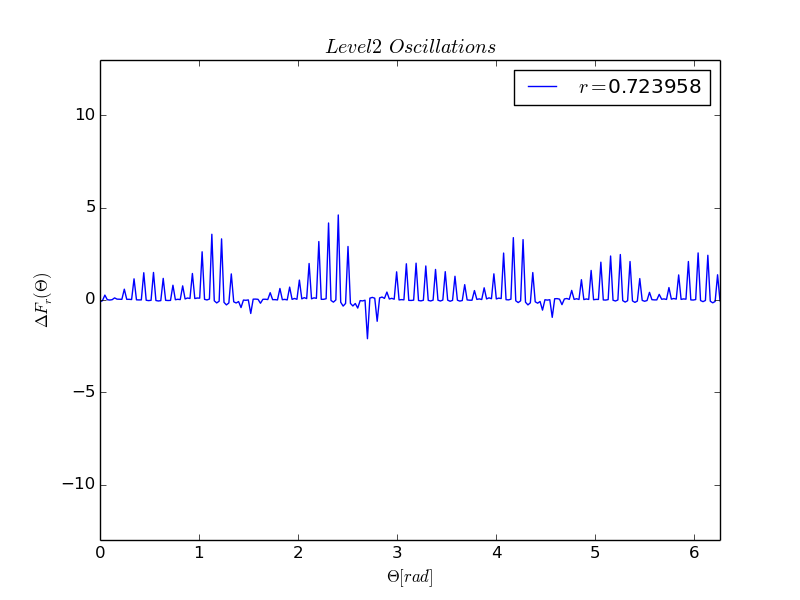 Level2 Oscillations
r=0.723958
10
5
0
−5
−10
ΔF_r(Θ)
0 1 2 3 4 5 6
Θ[rad]